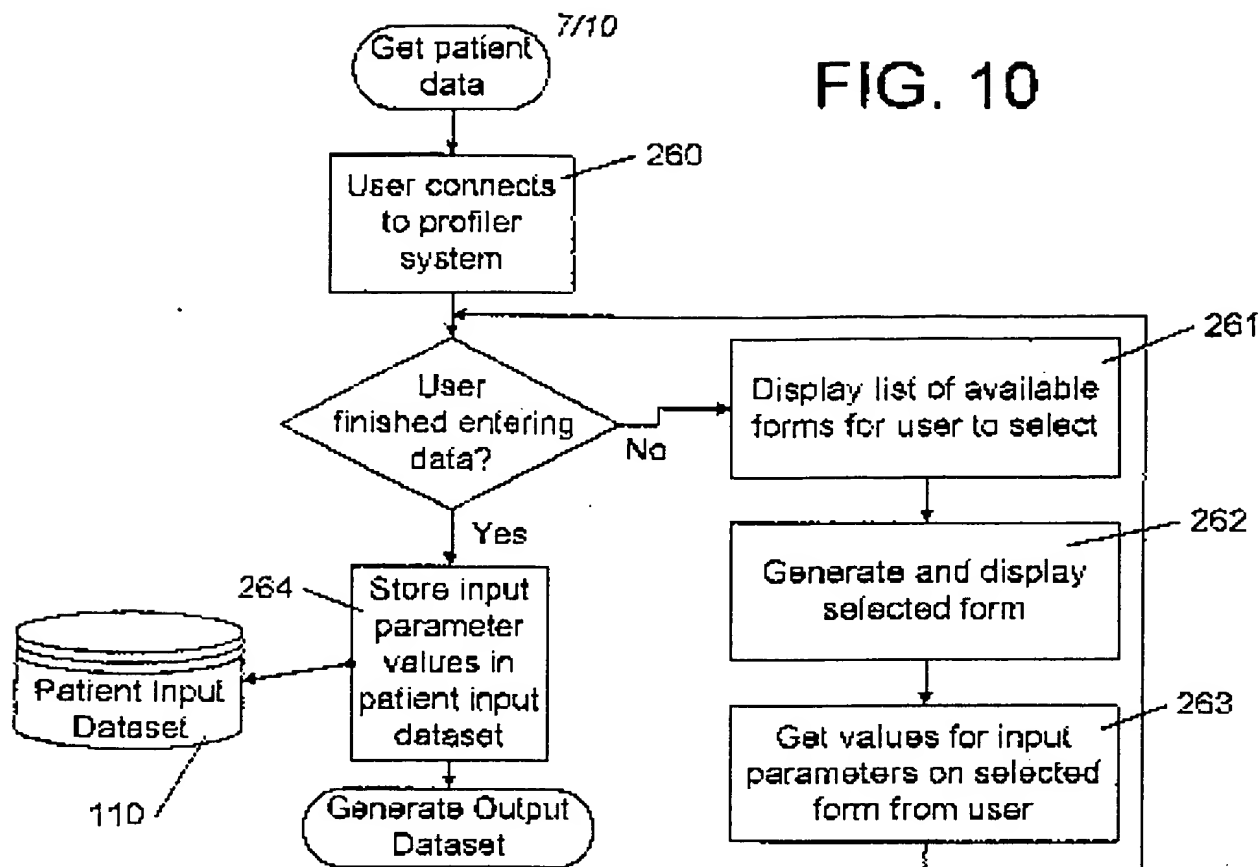 7/10
FIG. 10
Get patient
data
260
User connects
to profiler
system
User
finished entering
data?
No
Yes
261
Display list of available
forms for user to select
262
Generate and display
selected form
263
Get values for input
parameters on selected
form from user
264
Store input
parameter
values in
patient input
dataset
Patient Input
Dataset
110
Generate Output
Dataset